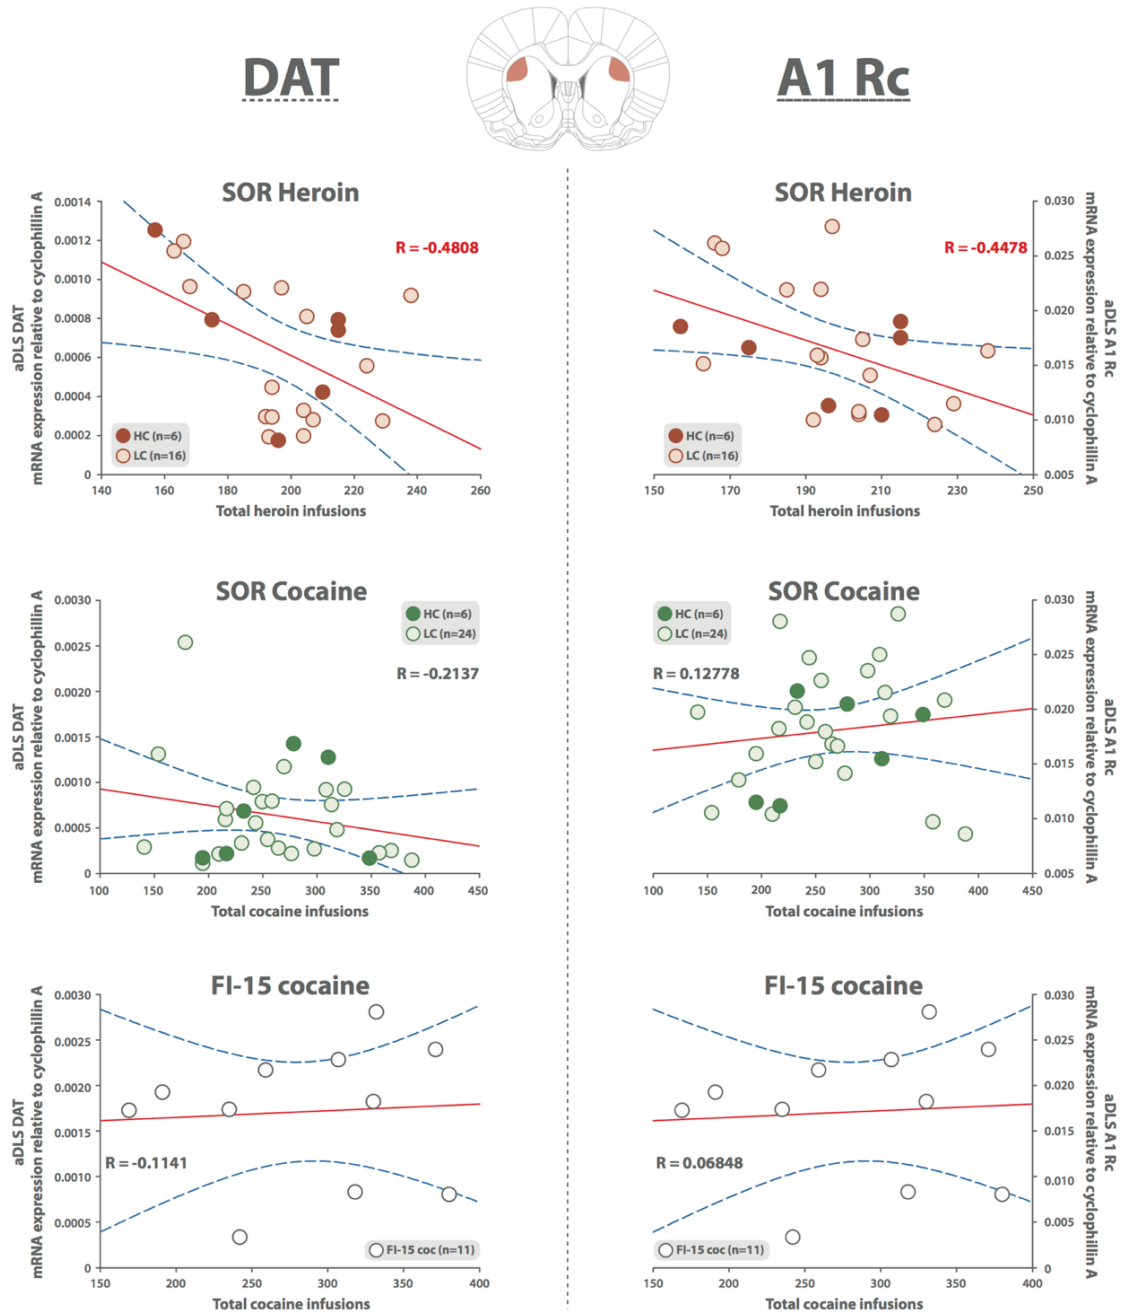 DAT
A1 Rc
SOR Heroin
aDLS DAT
mRNA expression relative to cyclophillin A
0.0014
0.0012
0.0010
0.0008
0.0006
0.0004
0.0002
0
R = -0.4808
HC (n=6)
LC (n=16)
140 160 180 200 220 240 260
Total heroin infusions
SOR Heroin
R = -0.4478
HC (n=6)
LC (n=16)
0.030
0.025
0.020
0.015
0.010
0.005
mRNA expression relative to cyclophillin A
aDLS A1 Rc
150 170 190 210 230 250
Total heroin infusions
SOR Cocaine
aDLS DAT
mRNA expression relative to cyclophillin A
0.0030
0.0025
0.0020
0.0015
0.0010
0.0005
0
HC (n=6)
LC (n=24)
R = -0.2137
100 150 200 250 300 350 400 450
Total cocaine infusions
SOR Cocaine
HC (n=6)
LC (n=24)
R = 0.12778
0.030
0.025
0.020
0.015
0.010
0.005
mRNA expression relative to cyclophillin A
aDLS A1 Rc
100 150 200 250 300 350 400 450
Total cocaine infusions
FI-15 cocaine
aDLS DAT
mRNA expression relative to cyclophillin A
0.0030
0.0025
0.0020
0.0015
0.0010
0.0005
0
R = -0.1141
FI-15 coc (n=11)
150 200 250 300 350 400
Total cocaine infusions
FI-15 cocaine
R = 0.06848
FI-15 coc (n=11)
0.030
0.025
0.020
0.015
0.010
0.005
0
mRNA expression relative to cyclophillin A
aDLS A1 Rc
150 200 250 300 350 400
Total cocaine infusions